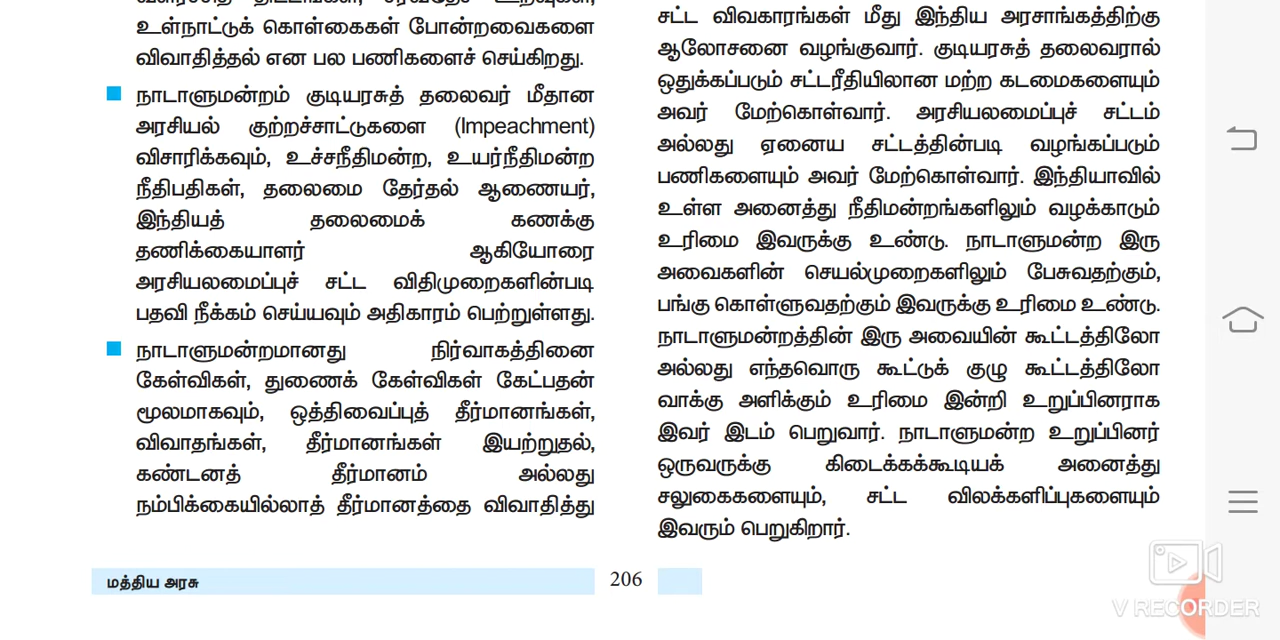 உள்நாட்டுக் கொள்கைகள் போன்றவைகளை
விவாதித்தல் என பல பணிகளைச் செய்கிறது.
நாடாளுமன்றம் குடியரசுத் தலைவர் மீதான
அரசியல் குற்றச்சாட்டுகளை (Impeachment)
விசாரிக்கவும், உச்சநீதிமன்ற, உயர்நீதிமன்ற
நீதிபதிகள், தலைமை தேர்தல் ஆணையர்,
இந்தியத் தலைமைக் கணக்கு
தணிக்கையாளர் ஆகியோரை
அரசியலமைப்புச் சட்ட விதிமுறைகளின்படி
பதவி நீக்கம் செய்யவும் அதிகாரம் பெற்றுள்ளது.
நாடாளுமன்றமானது நிர்வாகத்தினை
கேள்விகள், துணைக் கேள்விகள் கேட்பதன்
மூலமாகவும், ஒத்திவைப்புத் தீர்மானங்கள்,
விவாதங்கள், தீர்மானங்கள் இயற்றுதல்,
கண்டனத் தீர்மானம் அல்லது
நம்பிக்கையில்லாத் தீர்மானத்தை விவாதித்து
சட்ட விவகாரங்கள் மீது இந்திய அரசாங்கத்திற்கு
ஆலோசனை வழங்குவார். குடியரசுத் தலைவரால்
ஒதுக்கப்படும் சட்டரீதியிலான மற்ற கடமைகளையும்
அவர் மேற்கொள்வார். அரசியலமைப்புச் சட்டம்
அல்லது ஏனைய சட்டத்தின்படி வழங்கப்படும்
பணிகளையும் அவர் மேற்கொள்வார். இந்தியாவில்
உள்ள அனைத்து நீதிமன்றங்களிலும் வழக்காடும்
உரிமை இவருக்கு உண்டு. நாடாளுமன்ற இரு
அவைகளின் செயல்முறைகளிலும் பேசுவதற்கும்,
பங்கு கொள்ளுவதற்கும் இவருக்கு உரிமை உண்டு.
நாடாளுமன்றத்தின் இரு அவையின் கூட்டத்திலோ
அல்லது எந்தவொரு கூட்டுக் குழு கூட்டத்திலோ
வாக்கு அளிக்கும் உரிமை இன்றி உறுப்பினராக
இவர் இடம் பெறுவார். நாடாளுமன்ற உறுப்பினர்
ஒருவருக்கு கிடைக்கக்கூடியக் அனைத்து
சலுகைகளையும், சட்ட விலக்களிப்புகளையும்
இவரும் பெறுகிறார்.
மத்திய அரசு
206
V RECORDER